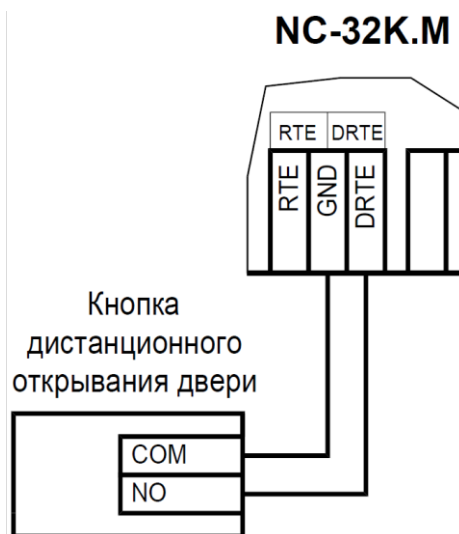 NC-32K.M
RTE DRTE
RTE GND DRTE
Кнопка
дистанционного
открывания двери
COM
NO